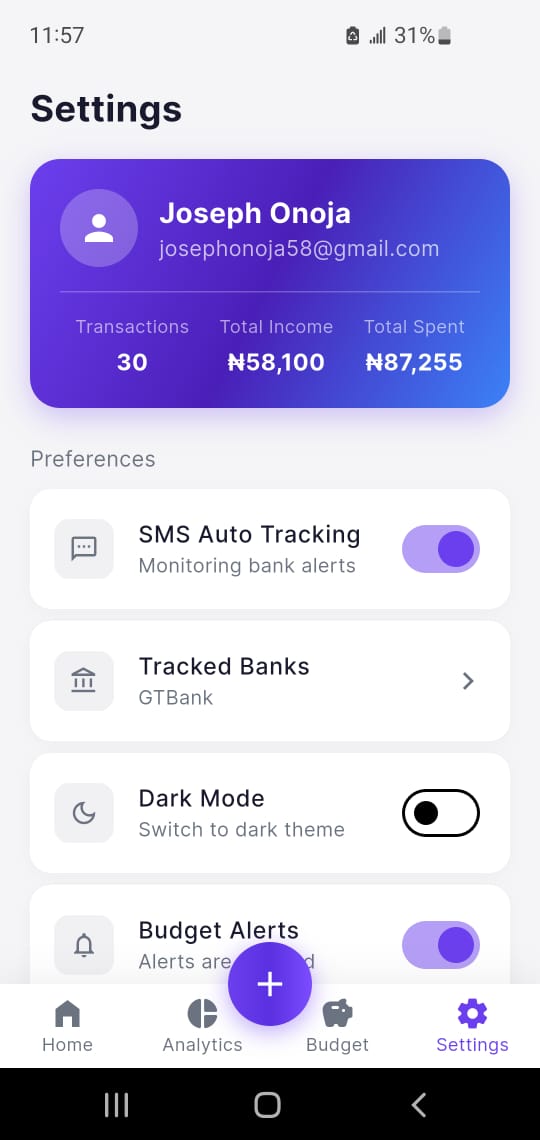 11:57 31%
Settings
Joseph Onoja
josephonoja58@gmail.com
Transactions Total Income Total Spent
30 ₦58,100 ₦87,255
Preferences
SMS Auto Tracking
Monitoring bank alerts
Tracked Banks
GTBank
Dark Mode
Switch to dark theme
Budget Alerts
Alerts are
Home Analytics Budget Settings